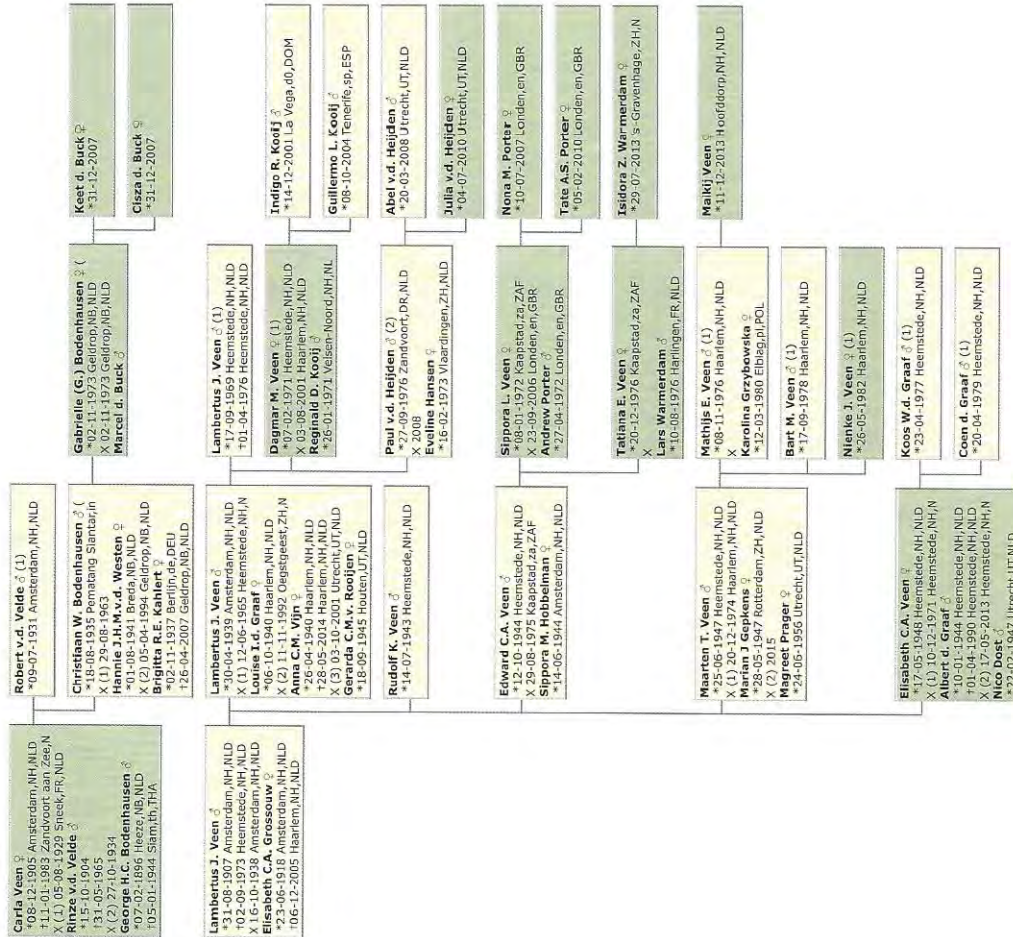 Carla Veen ♀
*08-12-1905 Amsterdam,NH,NLD
†11-01-1983 Zandvoort aan Zee,N
X (1) 05-08-1929 Sneek,FR,NLD
Rinze v.d. Velde ♂
*15-10-1904
†31-05-1965
X (2) 27-10-1934
George H.C. Bodenhausen ♂
*07-02-1896 Heeze,NB,NLD
†05-01-1944 Siam,th,THA
Robert v.d. Velde ♂ (1)
*09-07-1931 Amsterdam,NH,NLD
Christian W. Bodenhausen ♂ (
*18-08-1935 Pematang Siantar,in
X (1) 29-08-1963
Hannie J.H.M.v.d. Westen ♀
*01-08-1941 Breda,NB,NLD
X (2) 05-04-1994 Geldrop,NB,NLD
Brigitta R.E. Kahlert ♀
*02-11-1937 Berlijn,de,DEU
†26-04-2007 Geldrop,NB,NLD
Gabrielle (G.) Bodenhausen ♀ (
*02-11-1973 Geldrop,NB,NLD
X 02-11-1973 Geldrop,NB,NLD
Marcel d. Buck ♂
Keet d. Buck ♀
*31-12-2007
Cisza d. Buck ♀
*31-12-2007
Lambertus J. Veen ♂
*31-08-1907 Amsterdam,NH,NLD
†02-09-1973 Heemstede,NH,NLD
X 16-10-1938 Amsterdam,NH,NLD
Elisabeth C.A. Grossouw ♀
*23-06-1918 Amsterdam,NH,NLD
†06-12-2005 Haarlem,NH,NLD
Lambertus J. Veen ♂
*30-04-1939 Amsterdam,NH,NLD
X (1) 12-06-1965 Heemstede,NH,N
Louise I.d. Graaf ♀
*06-10-1940 Haarlem,NH,NLD
X (2) 11-11-1992 Oegstgeest,ZH,N
Anna C.M. Vijn ♀
*26-04-1940 Haarlem,NH,NLD
†28-05-2014 Haarlem,NH,NLD
X (3) 03-10-2001 Utrecht,UT,NLD
Gerarda C.M.v. Rooijen ♀
*18-09-1945 Houten,UT,NLD
Lambertus J. Veen ♂ (1)
*17-09-1969 Heemstede,NH,NLD
†01-04-1976 Heemstede,NH,NLD
Dagmar M. Veen ♀ (1)
*07-02-1971 Heemstede,NH,NLD
X 03-08-2001 Haarlem,NH,NLD
Reginald D. Kooij ♂
*26-01-1971 Velsen-Noord,NH,NL
Indigo R. Kooij ♂
*14-12-2001 La Vega,d0,DOM
Guillermo L. Kooij ♂
*08-10-2004 Tenerife,sp,ESP
Paul v.d. Heijden ♂ (2)
*27-09-1976 Zandvoort,DR,NLD
X 2008
Eveline Hansen ♀
*16-02-1973 Vlaardingen,ZH,NLD
Abel v.d. Heijden ♂
*20-03-2008 Utrecht,UT,NLD
Julia v.d. Heijden ♀
*04-07-2010 Utrecht,UT,NLD
Rudolf K. Veen ♂
*14-07-1943 Heemstede,NH,NLD
Edward C.A. Veen ♂
*12-10-1944 Heemstede,NH,NLD
X 29-08-1975 Kaapstad,za,ZAF
Sippora M. Hobbelman ♀
*14-06-1944 Amsterdam,NH,NLD
Sippora L. Veen ♀
*08-01-1972 Kaapstad,za,ZAF
X 23-09-2006 Londen,en,GBR
Andrew Porter ♂
*27-04-1972 Londen,en,GBR
Nona M. Porter ♀
*10-07-2007 Londen,en,GBR
Tate A.S. Porter ♀
*05-02-2010 Londen,en,GBR
Tatiana E. Veen ♀
*20-12-1976 Kaapstad,za,ZAF
X
Lars Warmerdam ♂
*10-08-1976 Harlingen,FR,NLD
Isidora Z. Warmerdam ♀
*29-07-2013 's-Gravenhage,ZH,N
Maarten T. Veen ♂
*25-06-1947 Heemstede,NH,NLD
X (1) 20-12-1974 Haarlem,NH,NLD
Marian J Gepkens ♀
*28-05-1947 Rotterdam,ZH,NLD
X (2) 2015
Magreet Prager ♀
*24-06-1956 Utrecht,UT,NLD
Mathijs E. Veen ♂ (1)
*08-11-1976 Haarlem,NH,NLD
X
Karolina Grzybowska ♀
*12-03-1980 Elblag,pl,POL
Maikij Veen ♀
*11-12-2013 Hoofddorp,NH,NLD
Bart M. Veen ♂ (1)
*17-09-1978 Haarlem,NH,NLD
Nienke J. Veen ♀ (1)
*26-05-1982 Haarlem,NH,NLD
Elisabeth C.A. Veen ♀
*17-05-1948 Heemstede,NH,NLD
X (1) 10-12-1971 Heemstede,NH,N
Albert d. Graaf ♂
*10-01-1944 Heemstede,NH,NLD
†01-04-1990 Heemstede,NH,NLD
X (2) 17-05-2013 Heemstede,NH,N
Nico Dost ♂
*22-02-1947 Utrecht,UT,NLD
Koos W.d. Graaf ♂ (1)
*23-04-1977 Heemstede,NH,NLD
Coen d. Graaf ♂ (1)
*20-04-1979 Heemstede,NH,NLD